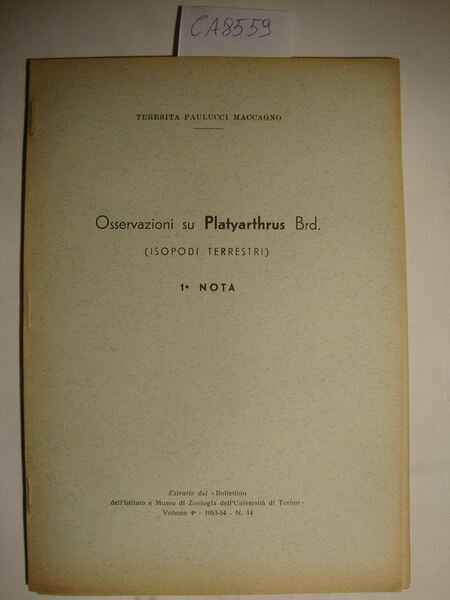 CA8559
TERESITA PAULUCCI MACCAGNO
Osservazioni su Platyarthrus Brd.
(ISOPODI TERRESTRI)
1ª NOTA
Estratto dal «Bollettino
dell'Istituto e Museo di Zoologia dell'Università di Torino»
Volume 4º - 1953-54 - N. 14